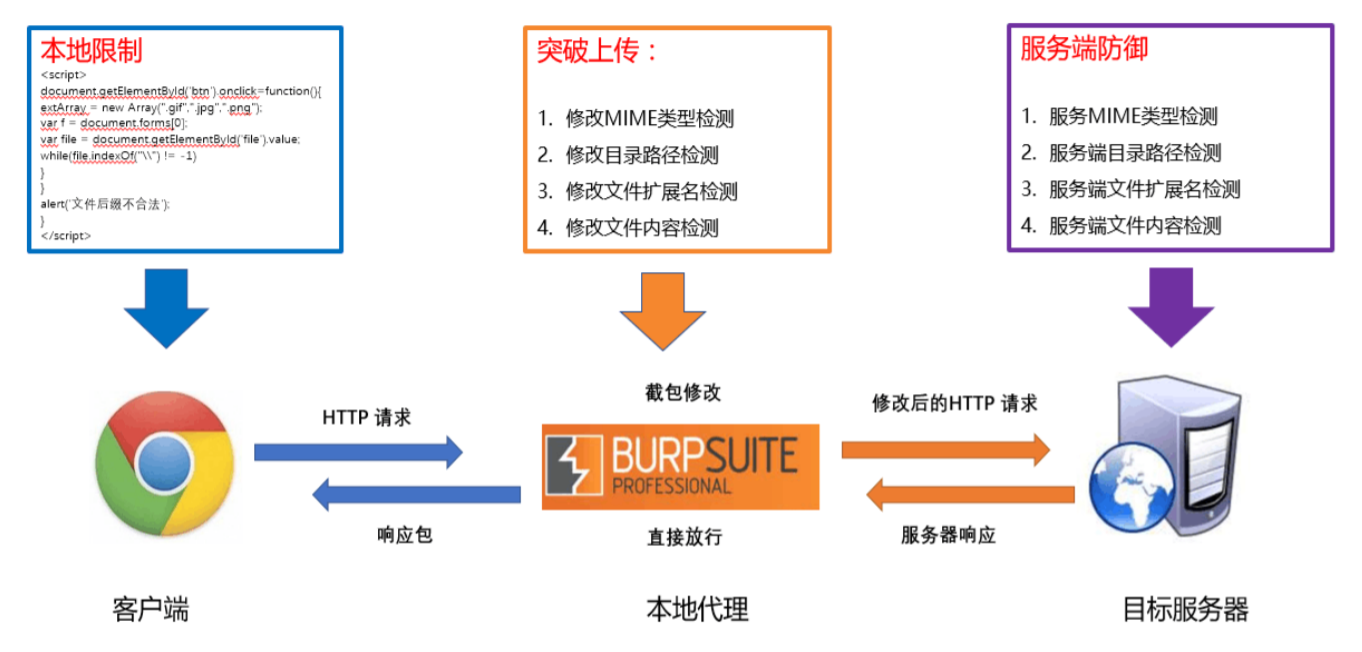 本地限制
<script>
document.getElementById('btn').onclick=function(){
extArray = new Array(".gif",".jpg",".png");
var f = document.forms[0];
var file = document.getElementById('file').value;
while(file.indexOf("\\") != -1)
}
}
alert('文件后缀不合法');
}
</script>
突破上传：
1. 修改MIME类型检测
2. 修改目录路径检测
3. 修改文件扩展名检测
4. 修改文件内容检测
服务端防御
1. 服务MIME类型检测
2. 服务端目录路径检测
3. 服务端文件扩展名检测
4. 服务端文件内容检测
HTTP 请求
响应包
截包修改
BURPSUITE
PROFESSIONAL
直接放行
修改后的HTTP 请求
服务器响应
客户端
本地代理
目标服务器